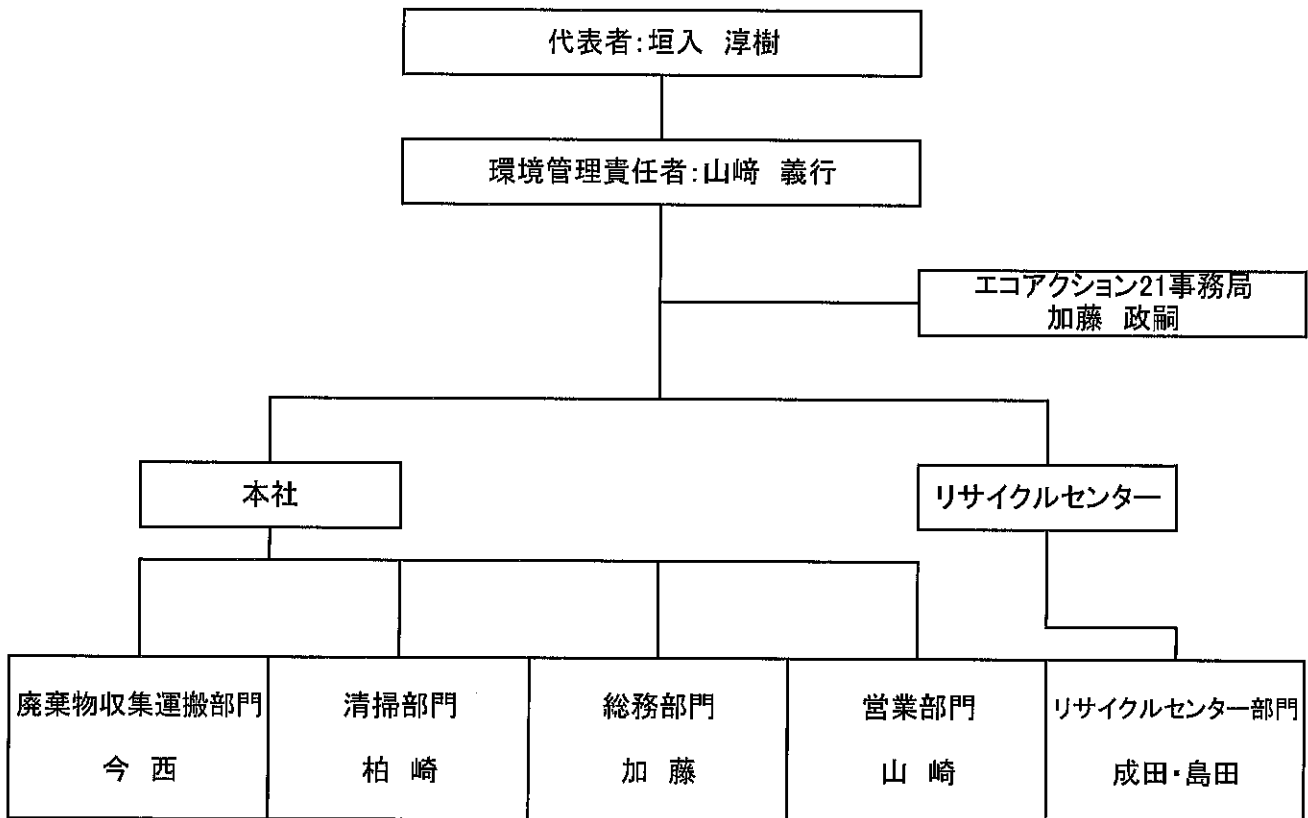 代表者:垣入 淳樹
環境管理責任者:山﨑 義行
エコアクション21事務局
加藤 政嗣
本社
リサイクルセンター
廃棄物収集運搬部門
清掃部門
総務部門
営業部門
リサイクルセンター部門
今 西
柏 崎
加 藤
山 崎
成田・島田